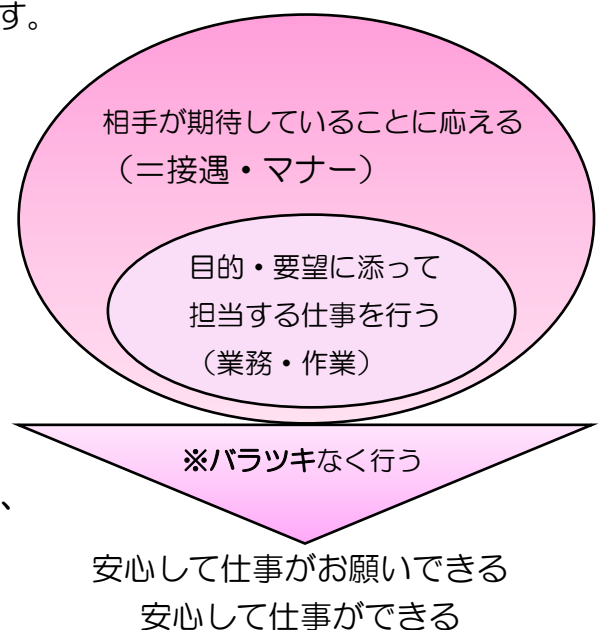 す。
相手が期待していることに応える
（＝接遇・マナー）
目的・要望に添って
担当する仕事を行う
（業務・作業）
※バラツキなく行う
、
安心して仕事がお願いできる
安心して仕事ができる